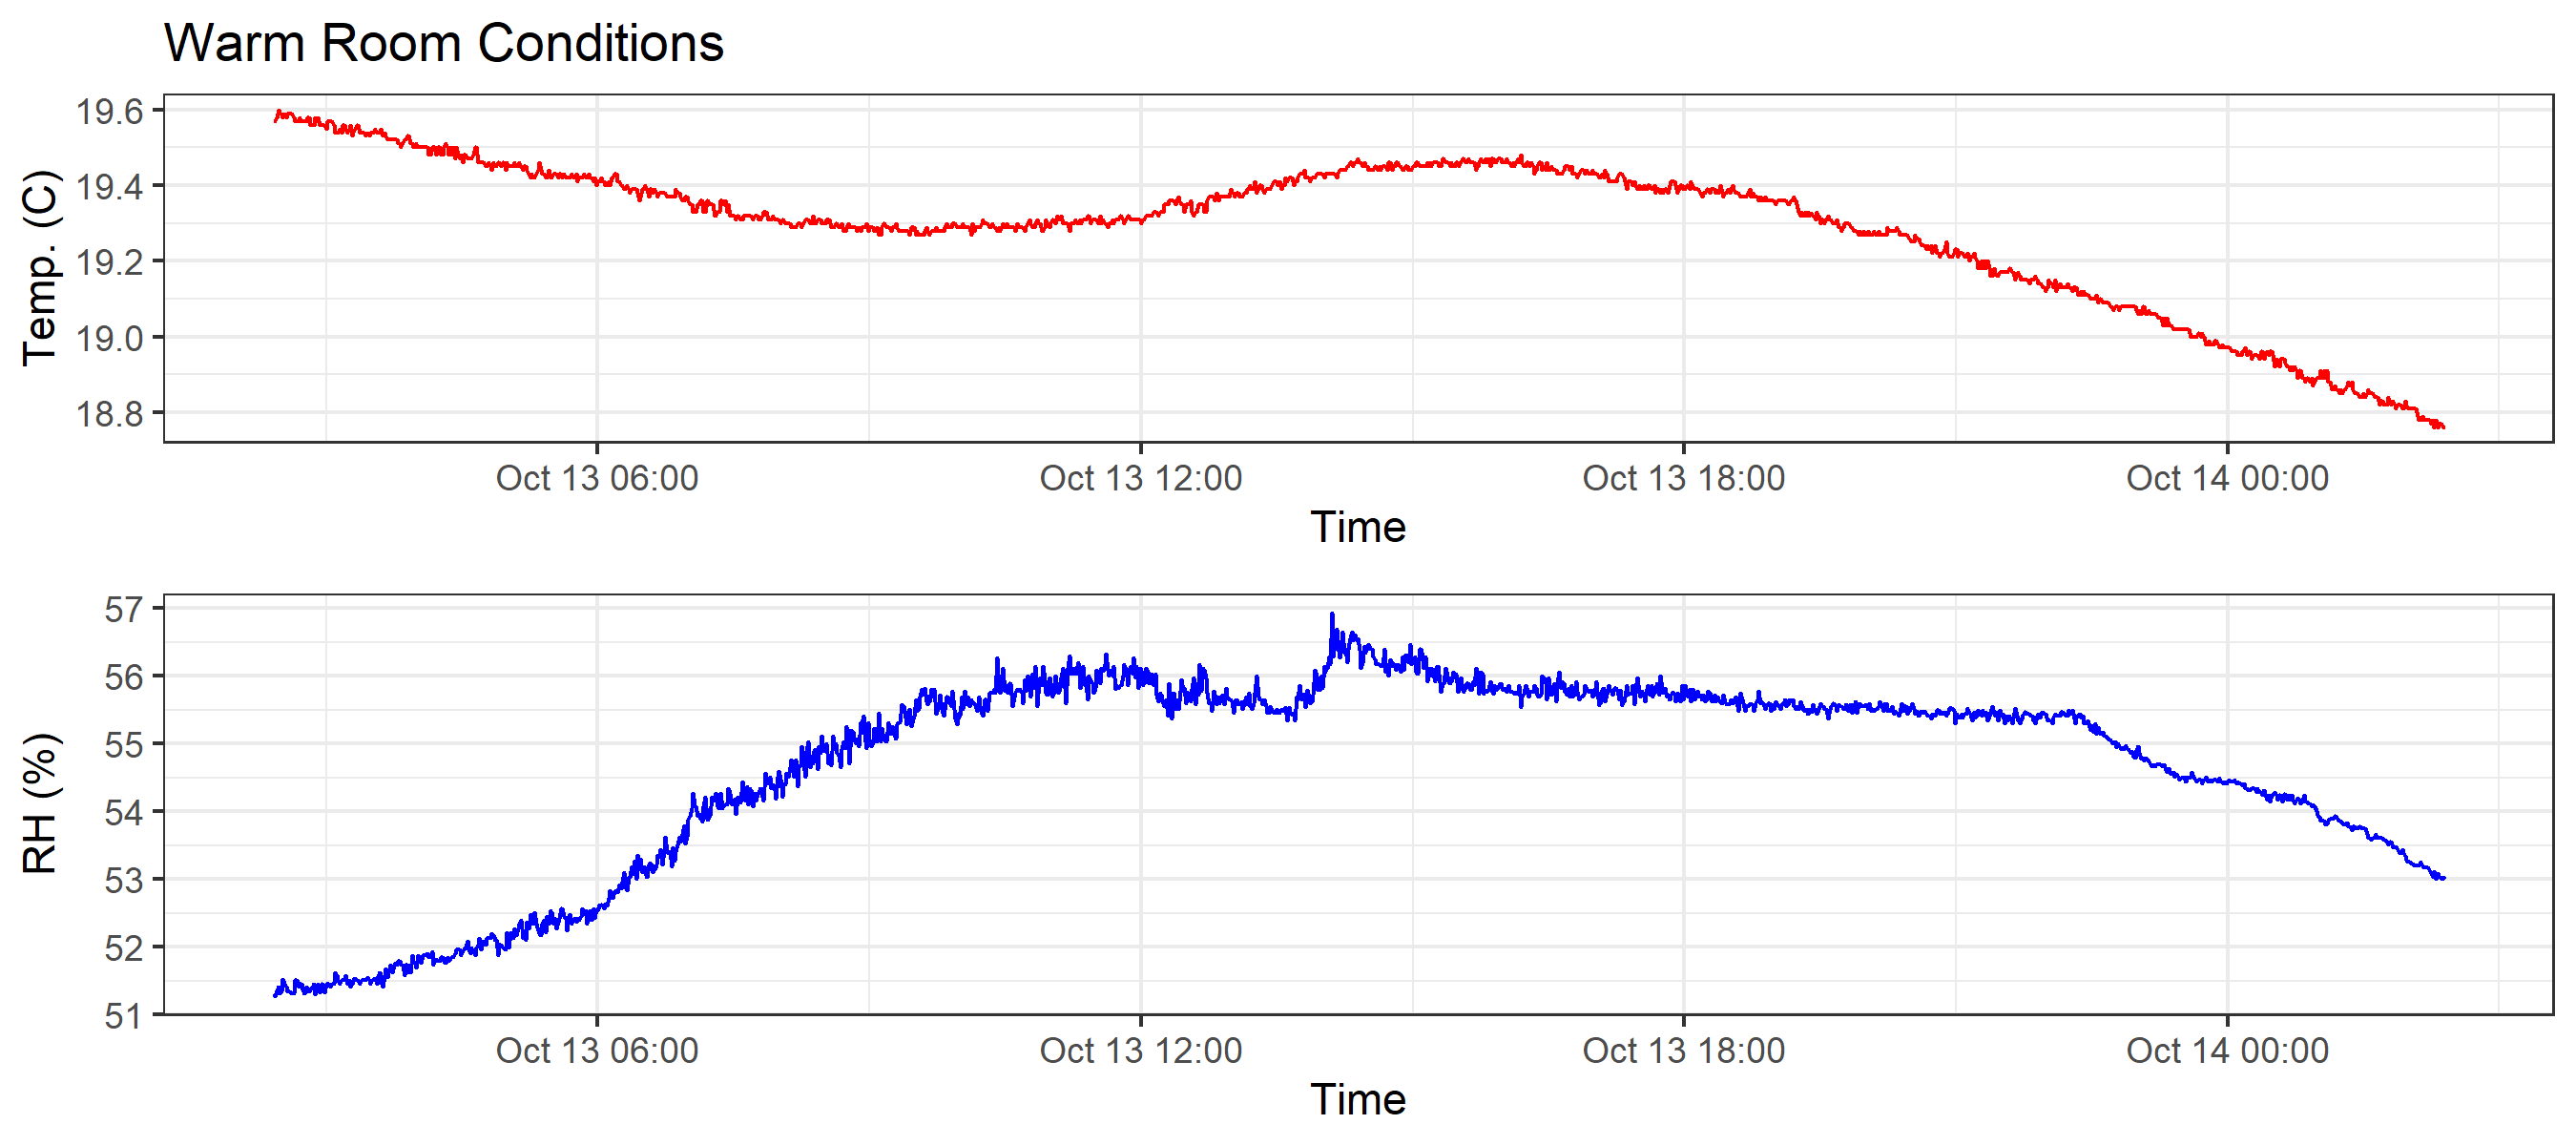 Warm Room Conditions
19.6
19.4
19.2
19.0
18.8
Temp. (C)
Oct 13 06:00 Oct 13 12:00 Oct 13 18:00 Oct 14 00:00
Time
57
56
55
54
53
52
51
RH (%)
Oct 13 06:00 Oct 13 12:00 Oct 13 18:00 Oct 14 00:00
Time